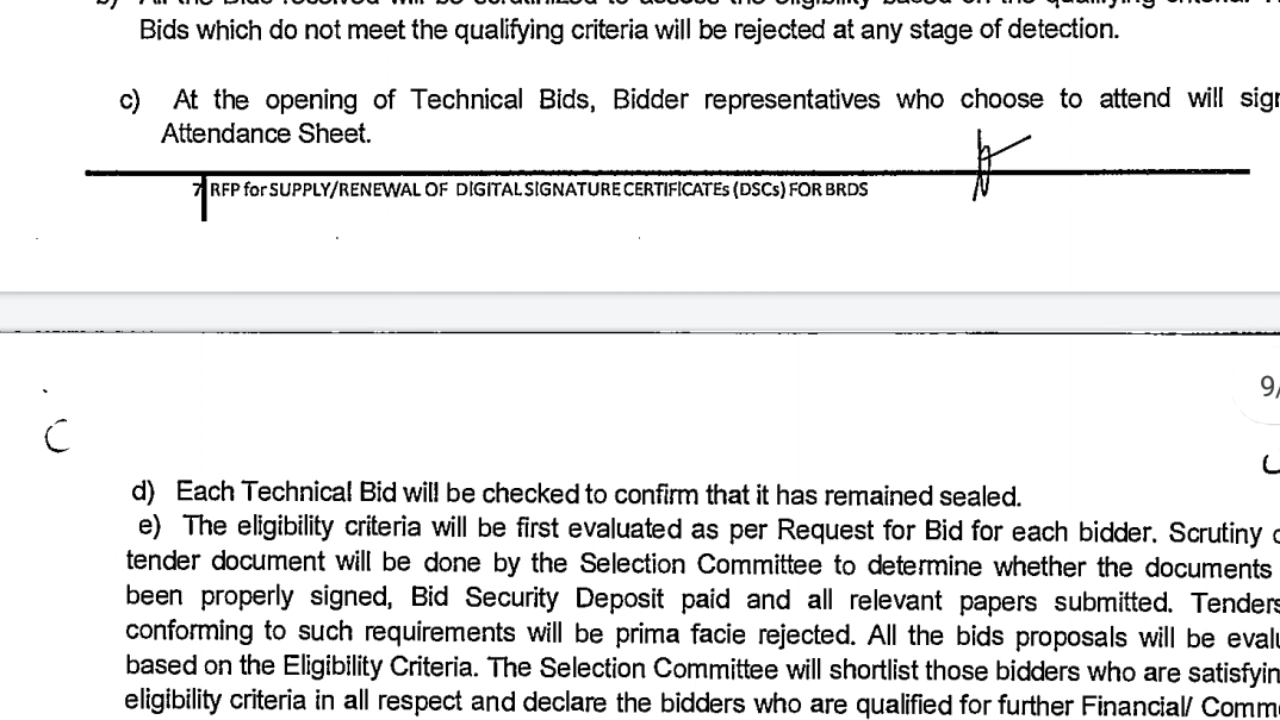 Bids which do not meet the qualifying criteria will be rejected at any stage of detection.
c) At the opening of Technical Bids, Bidder representatives who choose to attend will
Attendance Sheet.
7 RFP for SUPPLY/RENEWAL OF DIGITAL SIGNATURE CERTIFICATEs (DSCs) FOR BRDS
9/
d) Each Technical Bid will be checked to confirm that it has remained sealed.
e) The eligibility criteria will be first evaluated as per Request for Bid for each bidder. Scrutiny
tender document will be done by the Selection Committee to determine whether the documents
been properly signed, Bid Security Deposit paid and all relevant papers submitted. Tenders
conforming to such requirements will be prima facie rejected. All the bids proposals will be
based on the Eligibility Criteria. The Selection Committee will shortlist those bidders who are
eligibility criteria in all respect and declare the bidders who are qualified for further Financial/